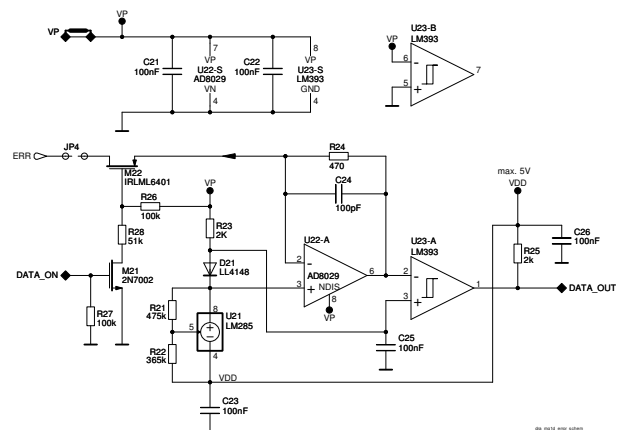 VP
VP
C21
100nF
7
VP
U22-S
AD8029
VN
4
C22
100nF
8
VP
U23-S
LM393
GND
4
U23-B
LM393
VP
6
5
7
ERR
JP4
M22
IRLML6401
R24
470
C24
100pF
R26
100k
VP
R23
2K
R28
51k
D21
LL4148
DATA_ON
M21
2N7002
R27
100k
R21
475k
R22
365k
5
8
U21
LM285
4
VDD
C23
100nF
U22-A
2
3
AD8029
NDIS
8
VP
6
U23-A
LM393
2
3
1
C25
100nF
max. 5V
VDD
R25
2k
C26
100nF
DATA_OUT